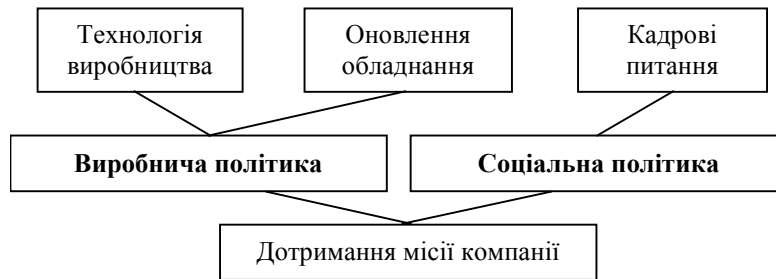 Технологія
виробництва
Оновлення
обладнання
Кадрові
питання
Виробнича політика
Соціальна політика
Дотримання місії компанії